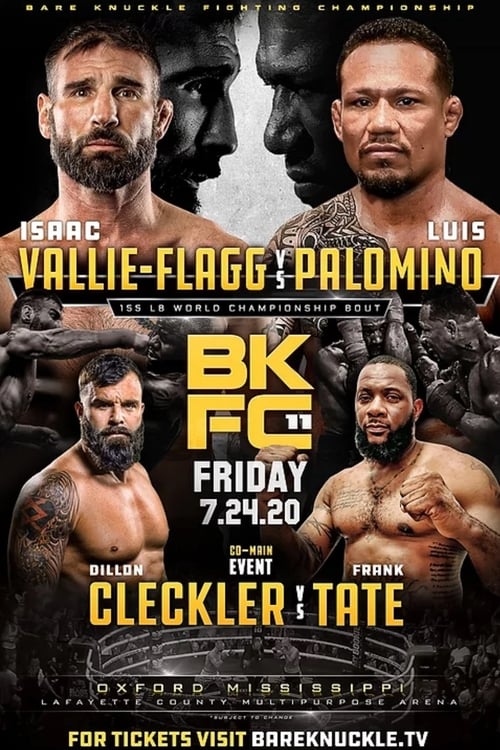 BARE KNUCKLE FIGHTING CHAMPIONSHIP
ISAAC LUIS
VALLIE-FLAGG VS PALOMINO
155 LB WORLD CHAMPIONSHIP BOUT
BK
FC 11
FRIDAY
7.24.20
CO-MAIN
EVENT
DILLON FRANK
CLECKLER VS TATE
OXFORD MISSISSIPPI
LAFAYETTE COUNTY MULTIPURPOSE ARENA
*SUBJECT TO CHANGE
FOR TICKETS VISIT BAREKNUCKLE.TV